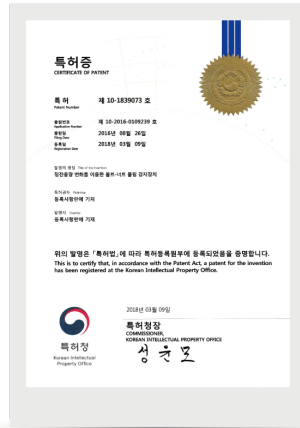 특허증
CERTIFICATE OF PATENT
특 허 제 10-1839073 호
Patent Number
출원번호 제 10-2016-0109239 호
Application Number
출원일 2016년 08월 26일
Filing Date
등록일 2018년 03월 09일
Registration Date
발명의 명칭 Title of the Invention
정전용량 변화를 이용한 볼트-너트 풀림 감지장치
특허권자 Patentee
등록사항란에 기재
발명자 Inventor
등록사항란에 기재
위의 발명은 「특허법」에 따라 특허등록원부에 등록되었음을 증명합니다.
This is to certify that, in accordance with the Patent Act, a patent for the invention
has been registered at the Korean Intellectual Property Office.
2018년 03월 09일
특허청장
COMMISSIONER,
KOREAN INTELLECTUAL PROPERTY OFFICE
성윤모
특허청
Korean Intellectual
Property Office